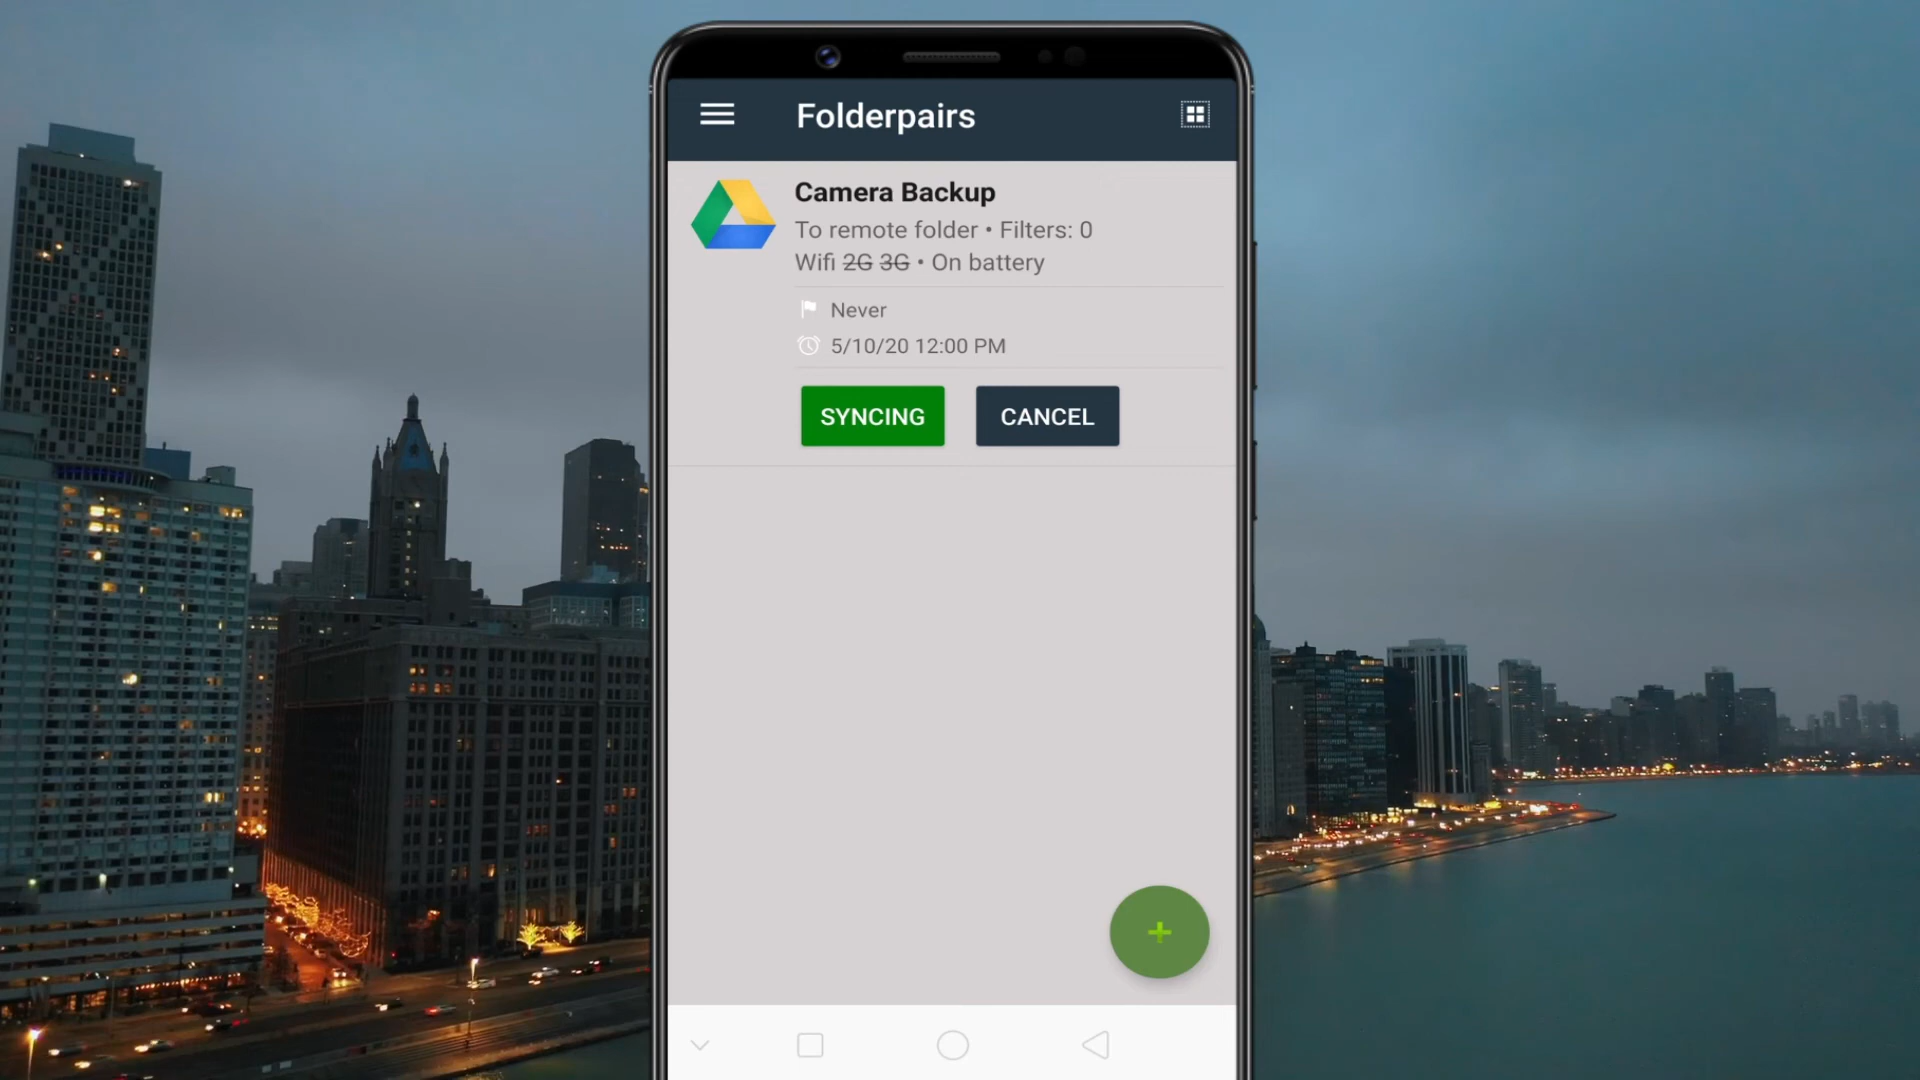 Folderpairs
Camera Backup
To remote folder • Filters: 0
Wifi 2G 3G • On battery
Never
5/10/20 12:00 PM
SYNCING
CANCEL
+